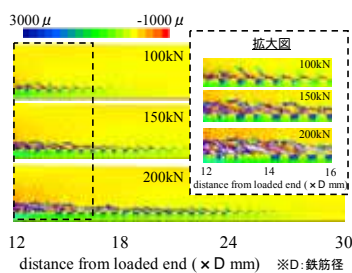 3000 μ
-1000 μ
100kN
150kN
200kN
12 18 24 30
distance from loaded end (×D mm)
※D:鉄筋径
拡大図
100kN
150kN
200kN
12 14 16
distance from loaded end (×D mm)